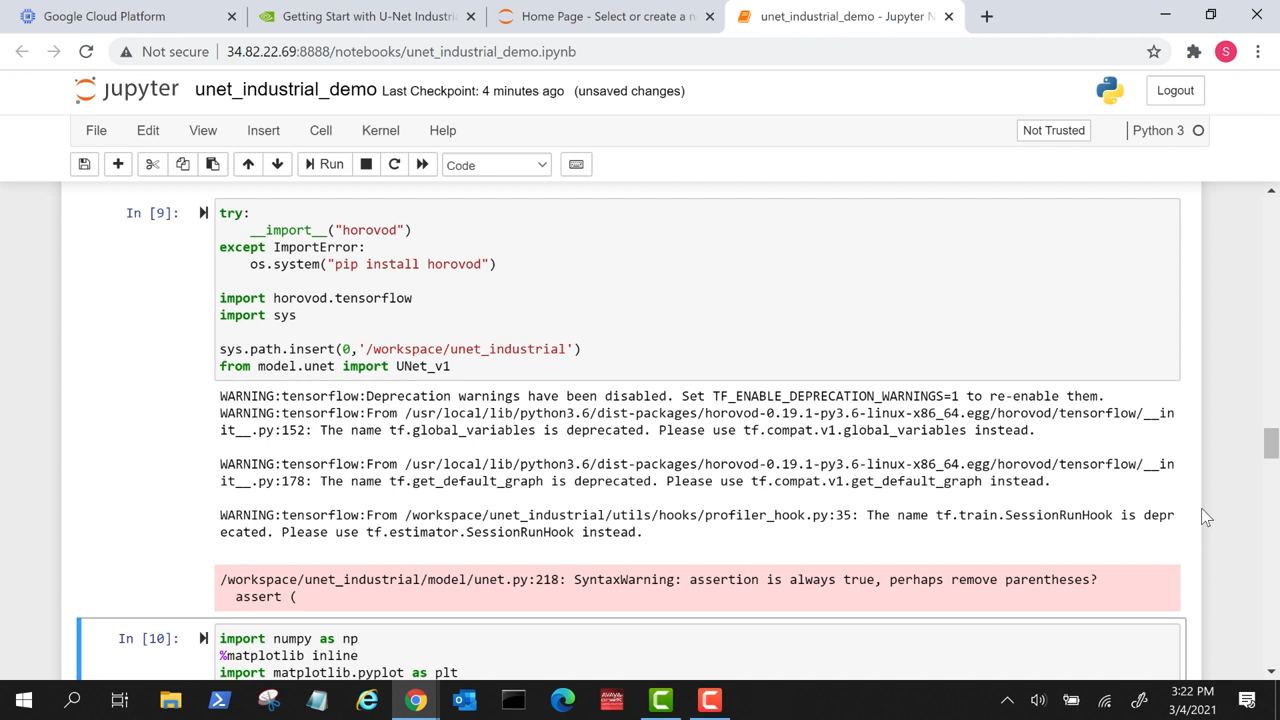 Google Cloud Platform
Getting Start with U-Net Industri
Home Page - Select or create a n
unet_industrial_demo - Jupyter N
Not secure 34.82.22.69:8888/notebooks/unet_industrial_demo.ipynb
S
jupyter unet_industrial_demo Last Checkpoint: 4 minutes ago (unsaved changes)
Logout
File Edit View Insert Cell Kernel Help
Not Trusted
Python 3
Run
Code
In [9]:
try:
__import__("horovod")
except ImportError:
os.system("pip install horovod")
import horovod.tensorflow
import sys
sys.path.insert(0,'/workspace/unet_industrial')
from model.unet import UNet_v1
WARNING:tensorflow:Deprecation warnings have been disabled. Set TF_ENABLE_DEPRECATION_WARNINGS=1 to re-enable them.
WARNING:tensorflow:From /usr/local/lib/python3.6/dist-packages/horovod-0.19.1-py3.6-linux-x86_64.egg/horovod/tensorflow/__in
it__.py:152: The name tf.global_variables is deprecated. Please use tf.compat.v1.global_variables instead.
WARNING:tensorflow:From /usr/local/lib/python3.6/dist-packages/horovod-0.19.1-py3.6-linux-x86_64.egg/horovod/tensorflow/__in
it__.py:178: The name tf.get_default_graph is deprecated. Please use tf.compat.v1.get_default_graph instead.
WARNING:tensorflow:From /workspace/unet_industrial/utils/hooks/profiler_hook.py:35: The name tf.train.SessionRunHook is depr
ecated. Please use tf.estimator.SessionRunHook instead.
/workspace/unet_industrial/model/unet.py:218: SyntaxWarning: assertion is always true, perhaps remove parentheses?
assert (
In [10]:
import numpy as np
%matplotlib inline
import matplotlib.pyplot as plt
3:22 PM
3/4/2021